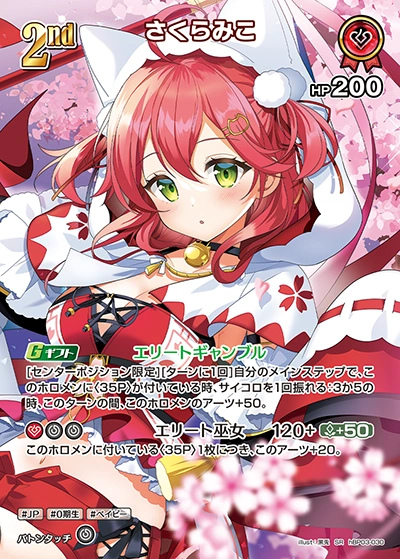 2nd
さくらみこ
HP200
Gギフト エリートギャンブル
[センターポジション限定][ターンに1回]自分のメインステップで、こ
のホロメンに〈35P〉が付いている時、サイコロを1回振れる:3か5の
時、このターンの間、このホロメンのアーツ+50。
エリート巫女 120+ +50
このホロメンに付いている〈35P〉1枚につき、このアーツ+20。
#JP #0期生 #ベイビー
バトンタッチ
illust: SR hBP03-030